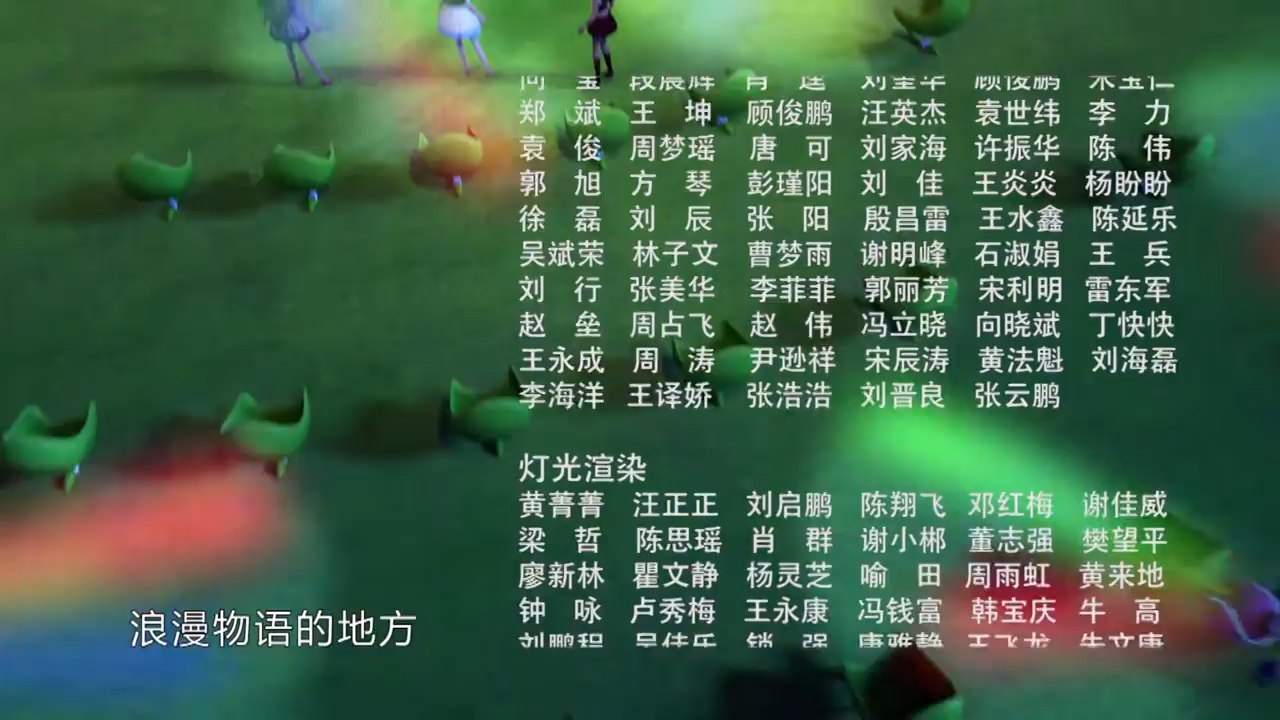 郑 斌 王 坤 顾俊鹏 汪英杰 袁世纬 李 力
袁 俊 周梦瑶 唐 可 刘家海 许振华 陈 伟
郭 旭 方 琴 彭瑾阳 刘 佳 王炎炎 杨盼盼
徐 磊 刘 辰 张 阳 殷昌雷 王水鑫 陈延乐
吴斌荣 林子文 曹梦雨 谢明峰 石淑娟 王 兵
刘 行 张美华 李菲菲 郭丽芳 宋利明 雷东军
赵 垒 周占飞 赵 伟 冯立晓 向晓斌 丁快快
王永成 周 涛 尹逊祥 宋辰涛 黄法魁 刘海磊
李海洋 王译娇 张浩浩 刘晋良 张云鹏
灯光渲染
黄菁菁 汪正正 刘启鹏 陈翔飞 邓红梅 谢佳威
梁 哲 陈思瑶 肖 群 谢小郴 董志强 樊望平
廖新林 瞿文静 杨灵芝 喻 田 周雨虹 黄来地
钟 咏 卢秀梅 王永康 冯钱富 韩宝庆 牛 高
浪漫物语的地方